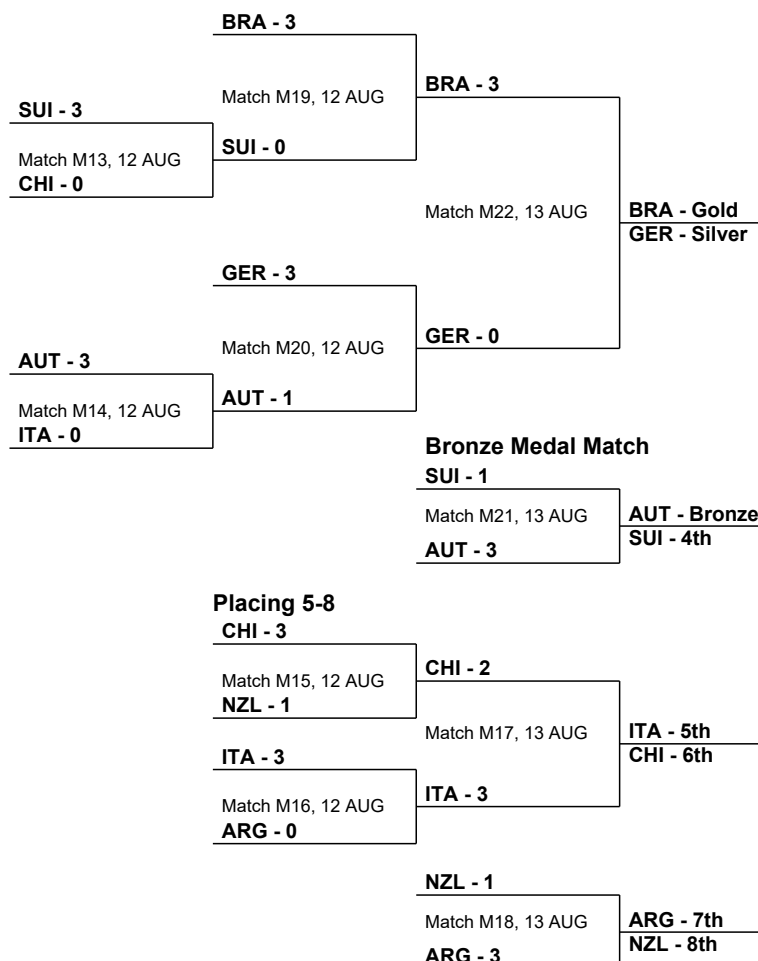 BRA - 3
Match M19, 12 AUG
BRA - 3
SUI - 3
Match M13, 12 AUG
SUI - 0
CHI - 0
Match M22, 13 AUG
BRA - Gold
GER - Silver
GER - 3
Match M20, 12 AUG
GER - 0
AUT - 3
Match M14, 12 AUG
AUT - 1
ITA - 0
Bronze Medal Match
SUI - 1
Match M21, 13 AUG
AUT - Bronze
SUI - 4th
AUT - 3
Placing 5-8
CHI - 3
Match M15, 12 AUG
CHI - 2
NZL - 1
Match M17, 13 AUG
ITA - 5th
CHI - 6th
ITA - 3
Match M16, 12 AUG
ITA - 3
ARG - 0
NZL - 1
Match M18, 13 AUG
ARG - 7th
NZL - 8th
ARG - 3